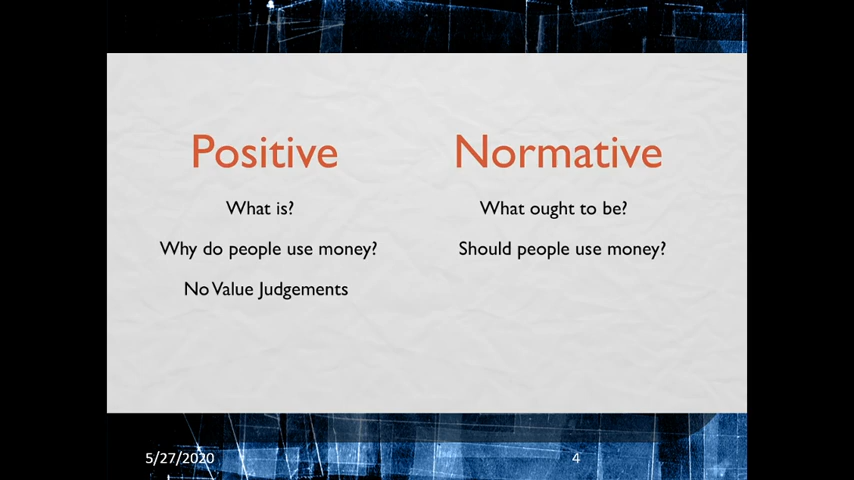 Positive
What is?
Why do people use money?
No Value Judgements
Normative
What ought to be?
Should people use money?
5/27/2020
4